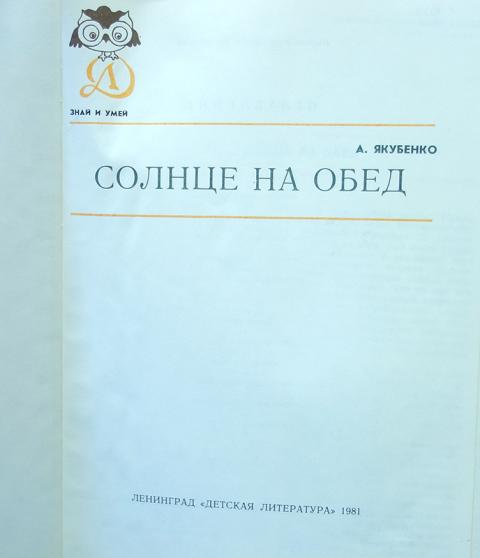 Д
ЗНАЙ И УМЕЙ
А. ЯКУБЕНКО
СОЛНЦЕ НА ОБЕД
ЛЕНИНГРАД «ДЕТСКАЯ ЛИТЕРАТУРА» 1981